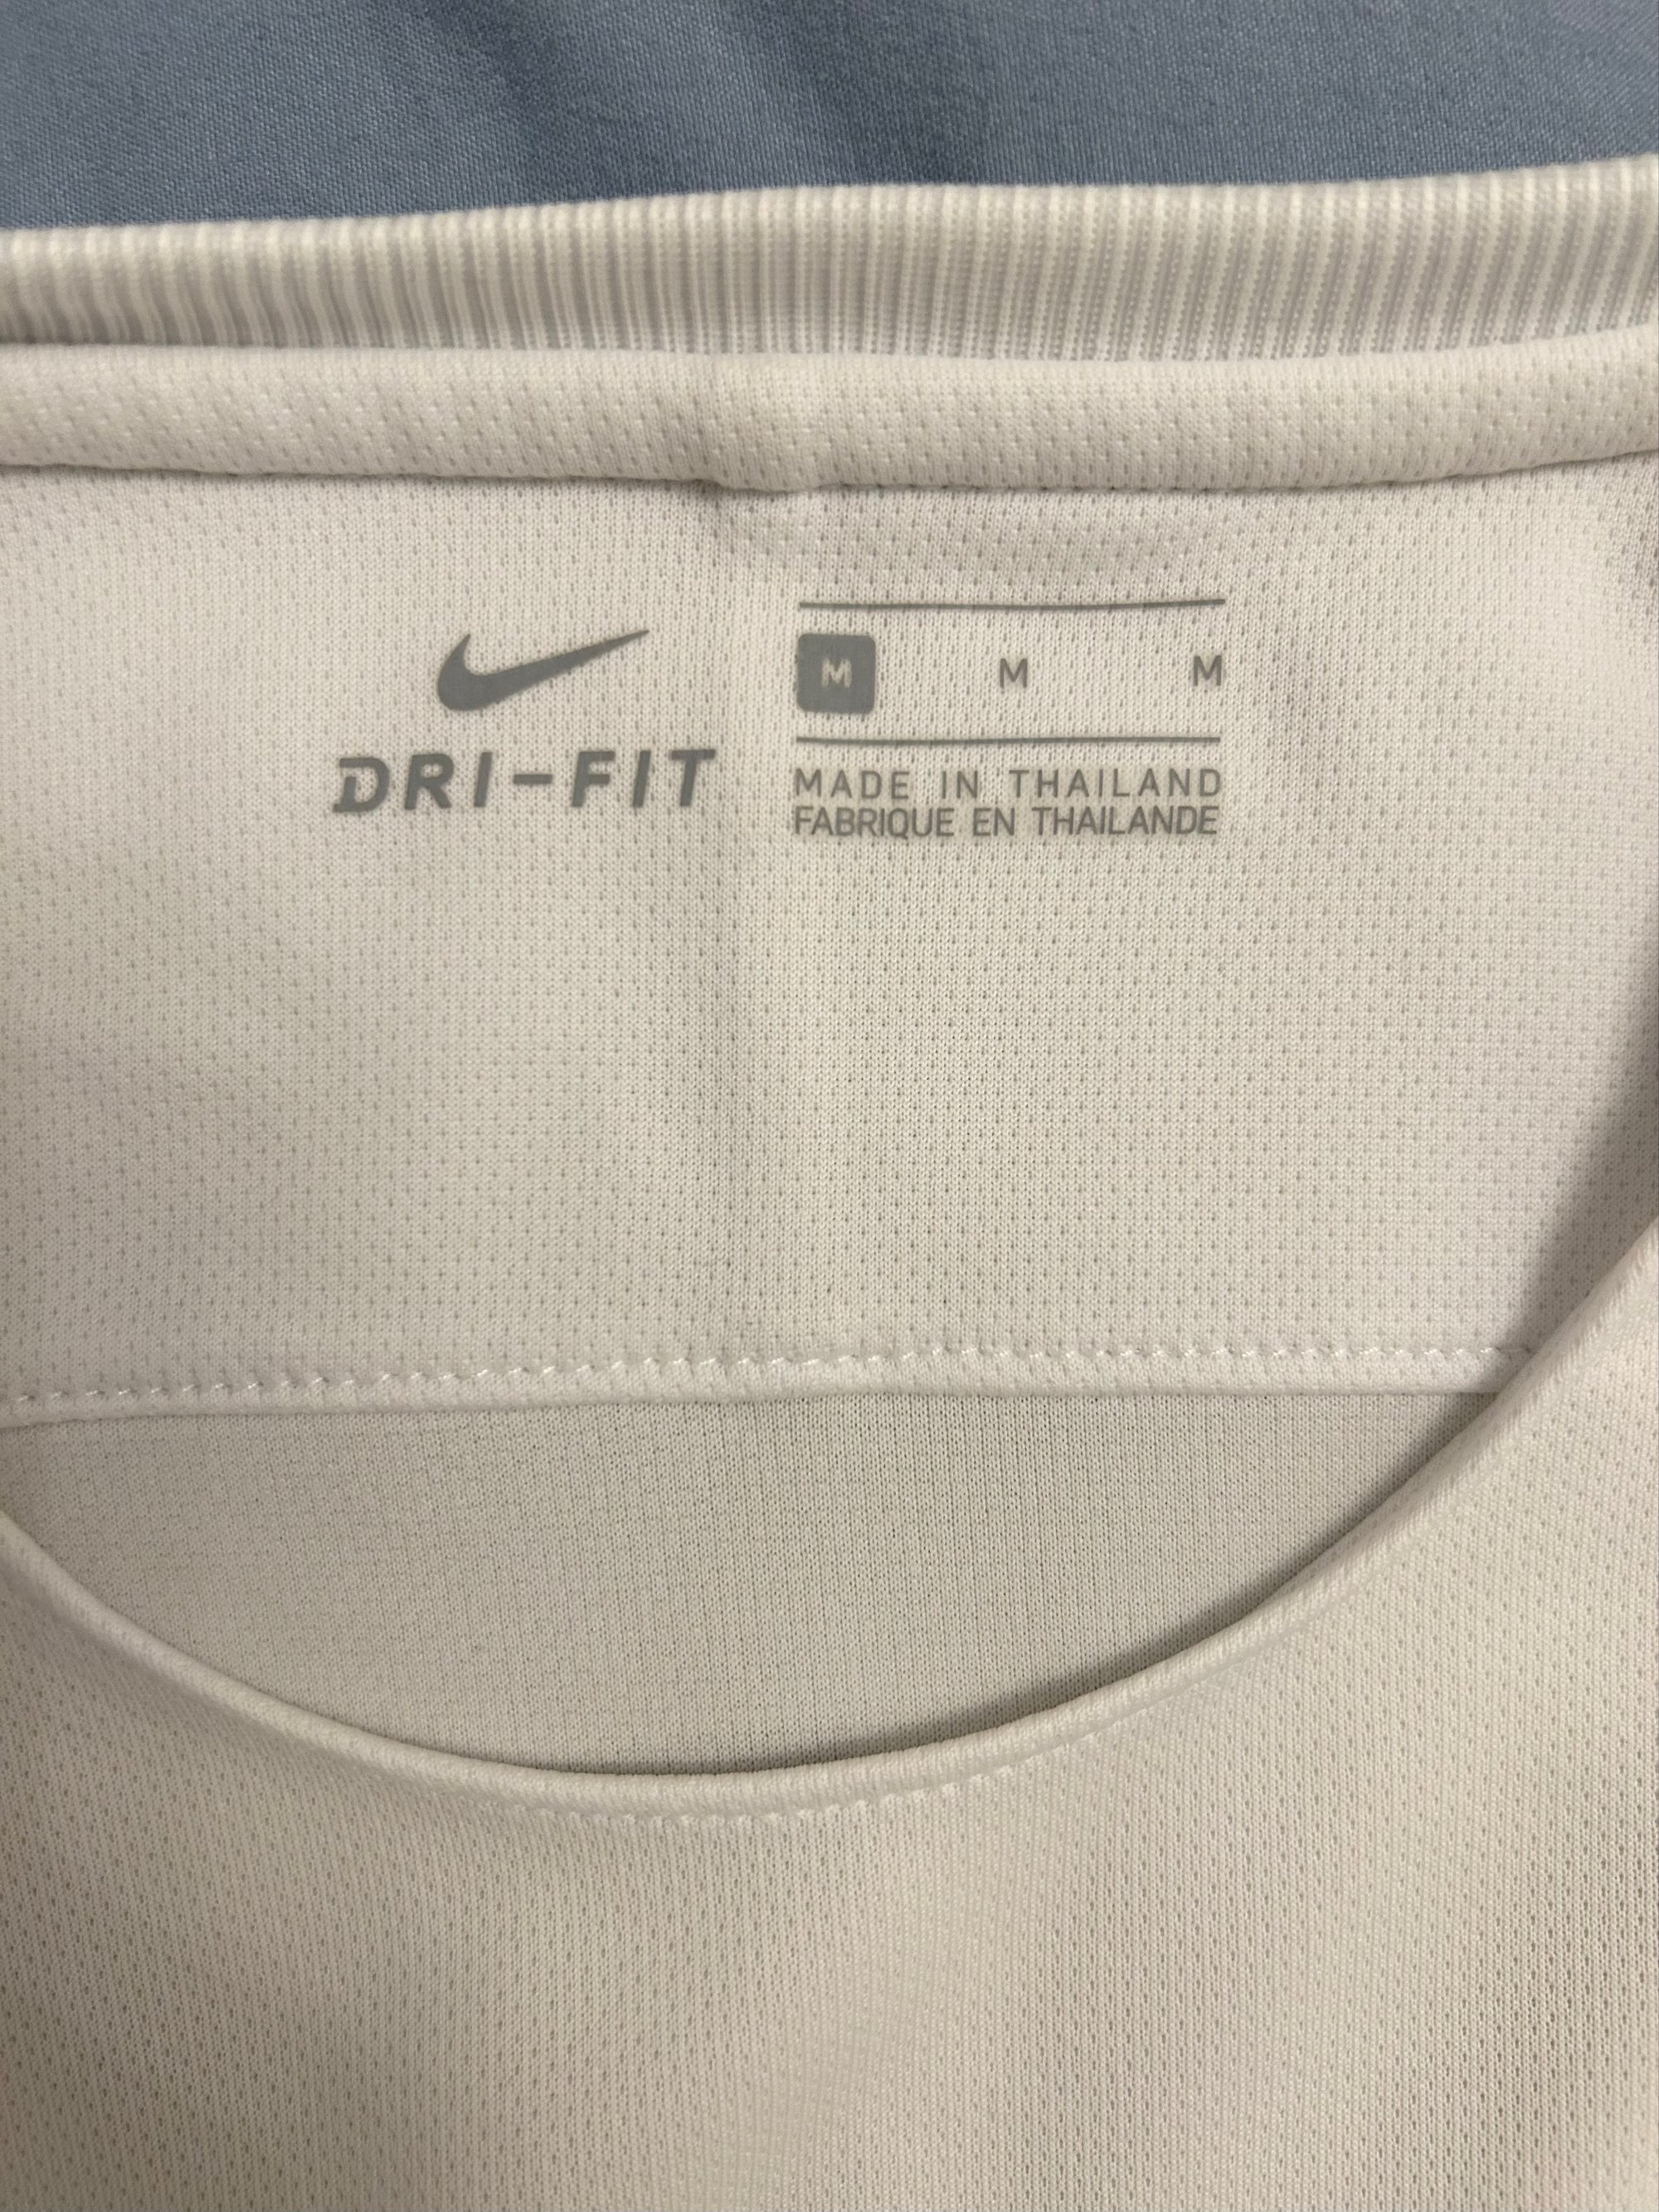 DRI-FIT
M M M
MADE IN THAILAND
FABRIQUE EN THAILANDE